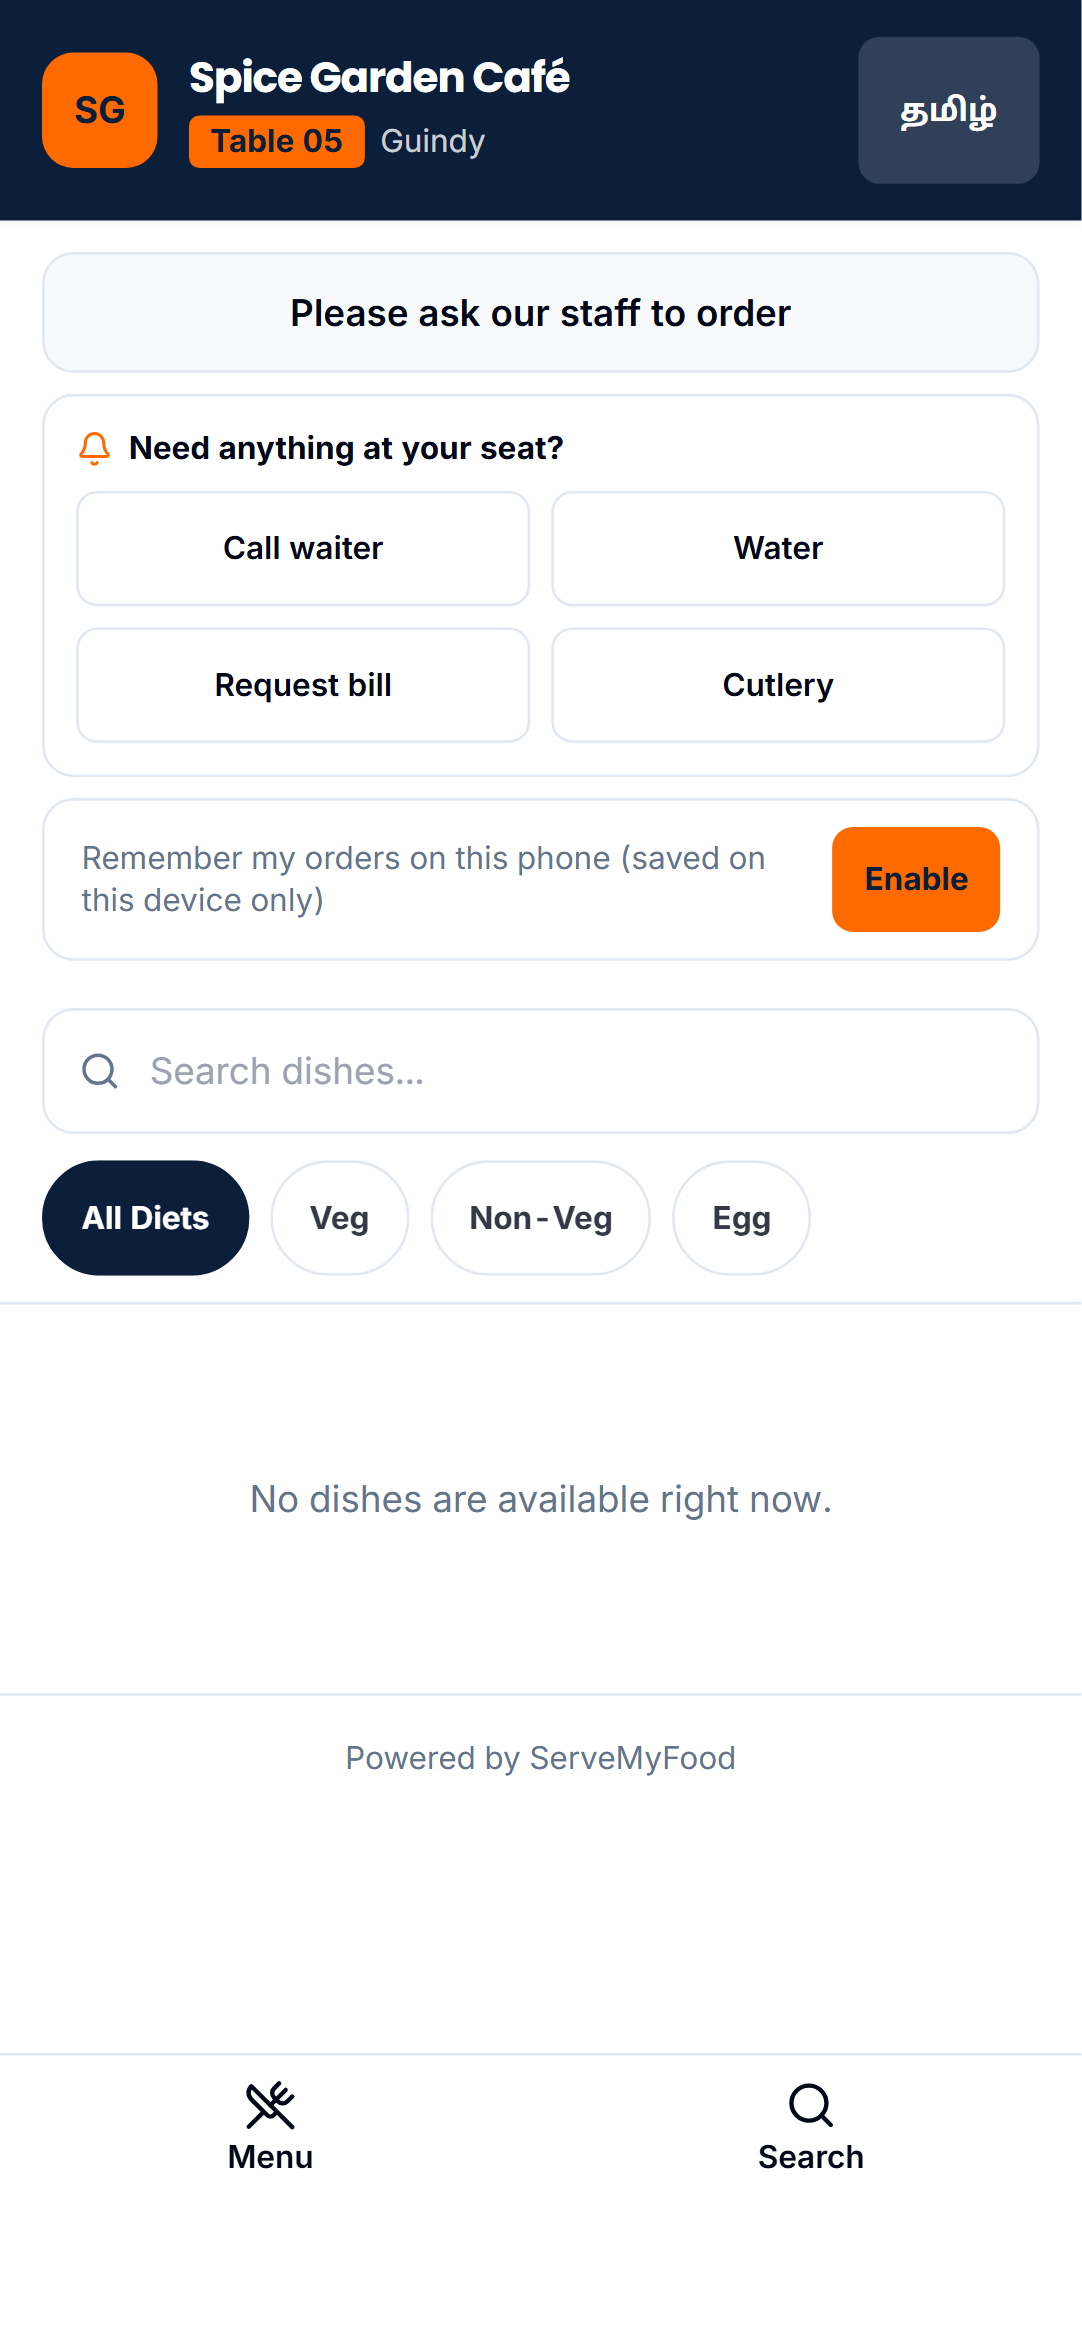 SG
Spice Garden Café
Table 05 Guindy
தமிழ்
Please ask our staff to order
Need anything at your seat?
Call waiter
Water
Request bill
Cutlery
Remember my orders on this phone (saved on
this device only)
Enable
Search dishes...
All Diets
Veg
Non-Veg
Egg
No dishes are available right now.
Powered by ServeMyFood
Menu
Search